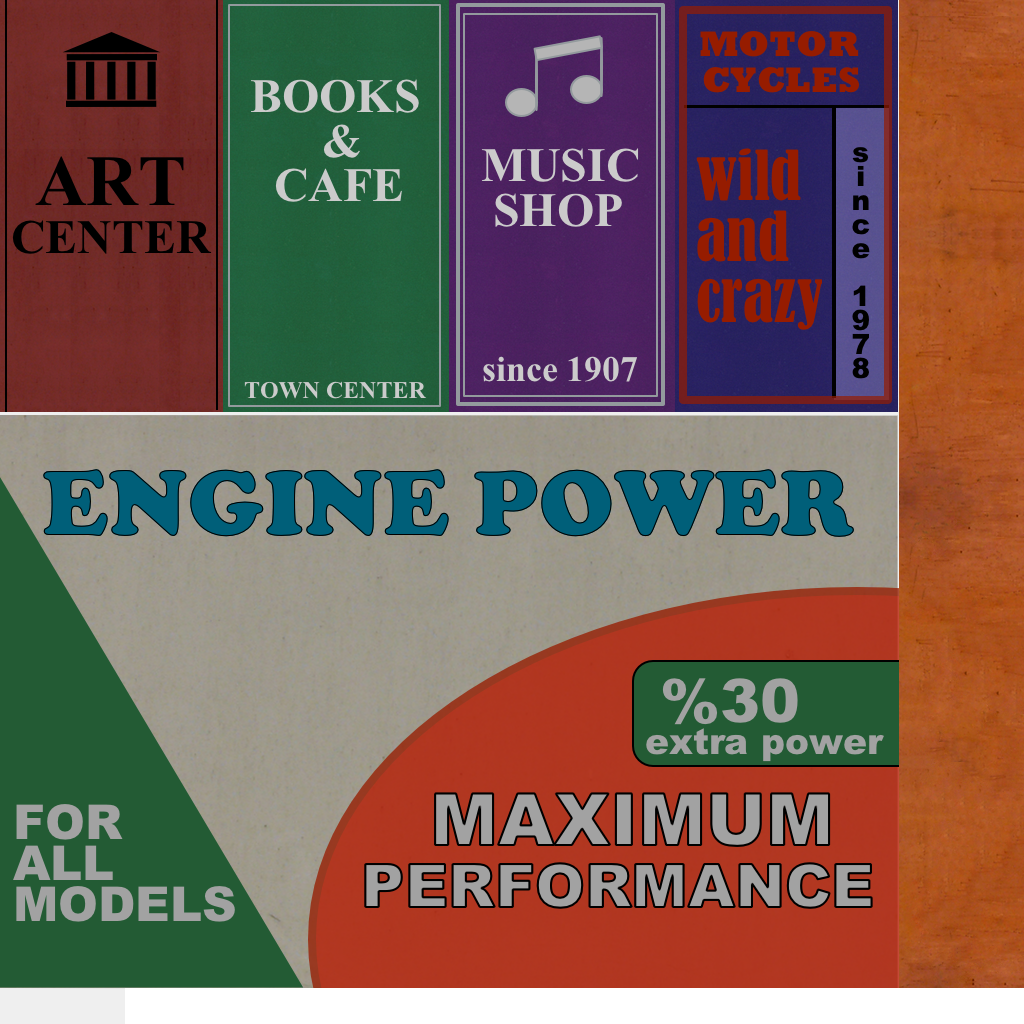 ART
CENTER
BOOKS
&
CAFE
TOWN CENTER
MUSIC
SHOP
since 1907
MOTOR
CYCLES
wild
and
crazy
since 1978
ENGINE POWER
%30
extra power
MAXIMUM
PERFORMANCE
FOR
ALL
MODELS